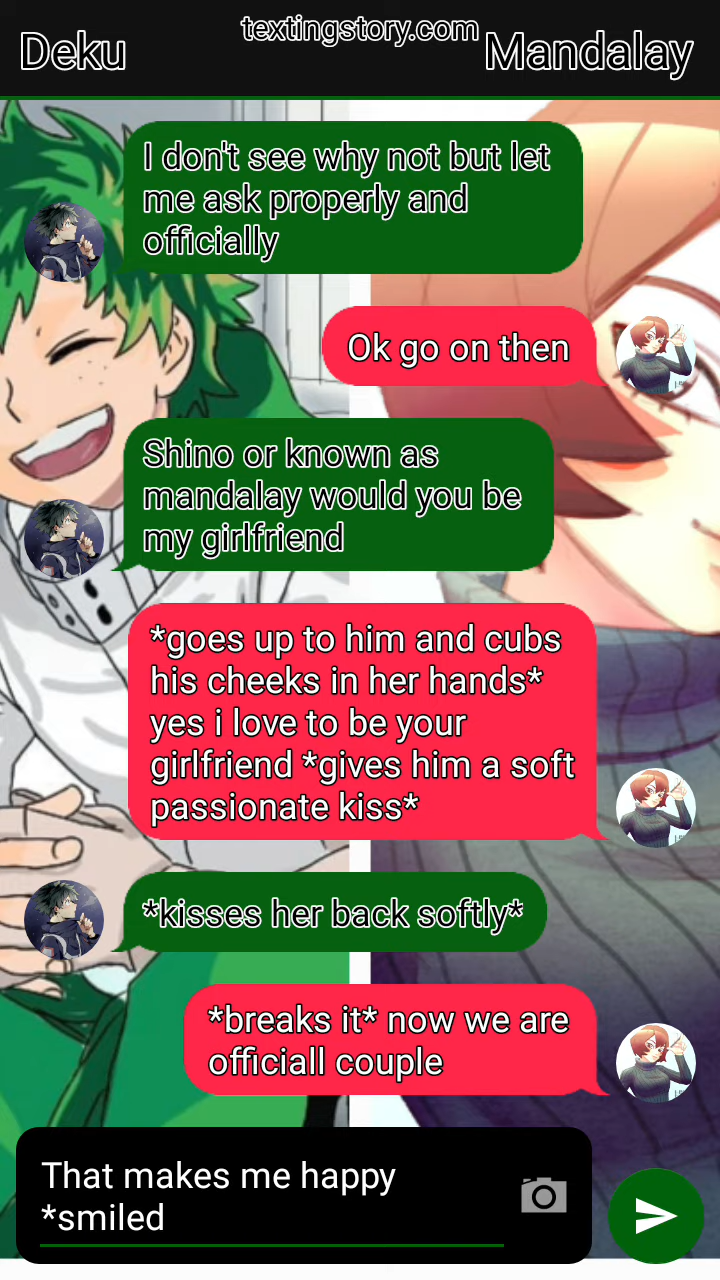 textingstory.com
Deku
Mandalay
I don't see why not but let
me ask properly and
officially
Ok go on then
Shino or known as
mandalay would you be
my girlfriend
*goes up to him and cubs
his cheeks in her hands*
yes i love to be your
girlfriend *gives him a soft
passionate kiss*
*kisses her back softly*
*breaks it* now we are
officiall couple
That makes me happy
*smiled